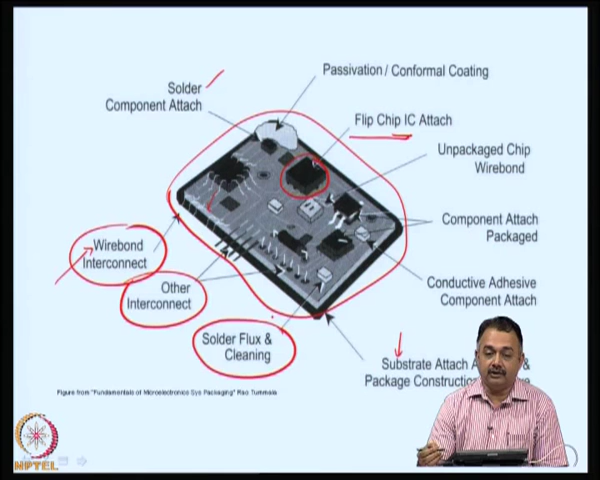 Passivation / Conformal Coating
Solder
Component Attach
Flip Chip IC Attach
Unpackaged Chip
Wirebond
Component Attach
Packaged
Wirebond
Interconnect
Other
Interconnect
Conductive Adhesive
Component Attach
Solder Flux &
Cleaning
Substrate Attach &
Package Construction
Figure from "Fundamentals of Microelectronics Sys Packaging" Rao Tummala
NPTEL